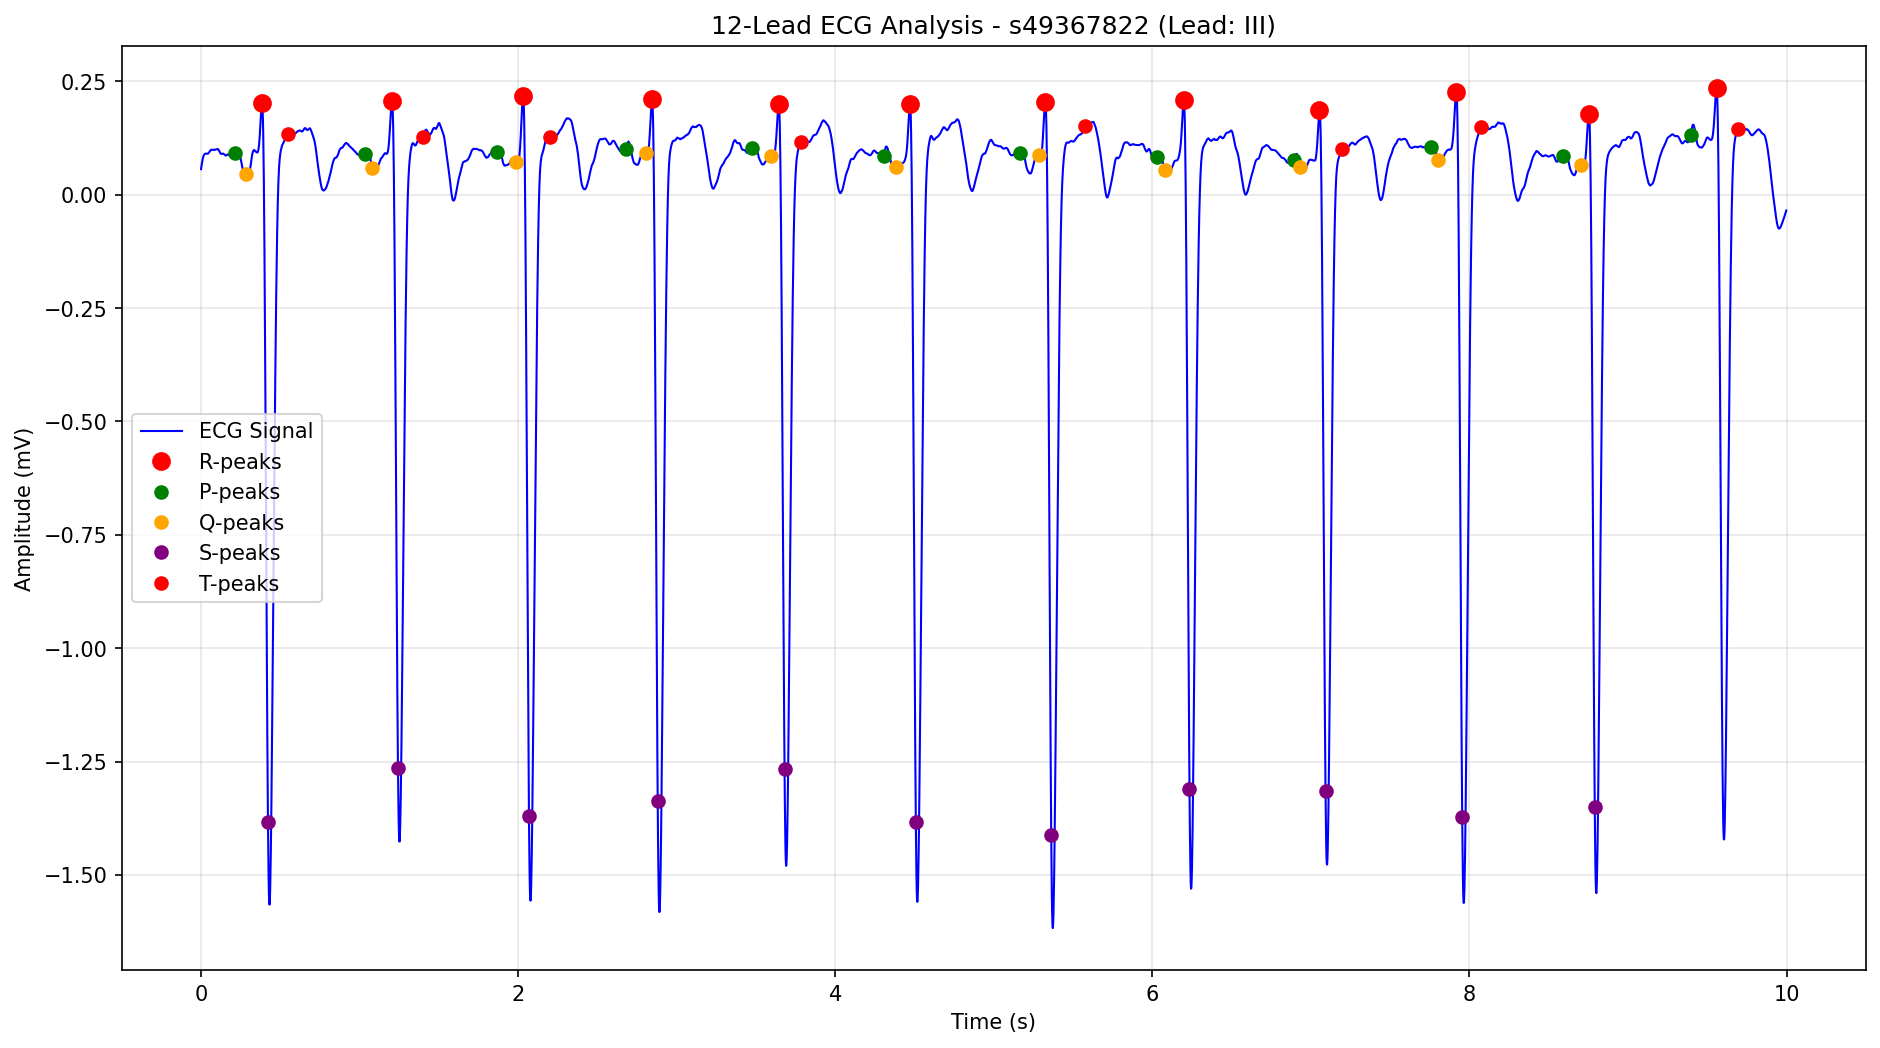 12-Lead ECG Analysis - s49367822 (Lead: III)
0.25
0.00
−0.25
−0.50
−0.75
−1.00
−1.25
−1.50
Amplitude (mV)
ECG Signal
R-peaks
P-peaks
Q-peaks
S-peaks
T-peaks
0 2 4 6 8 10
Time (s)